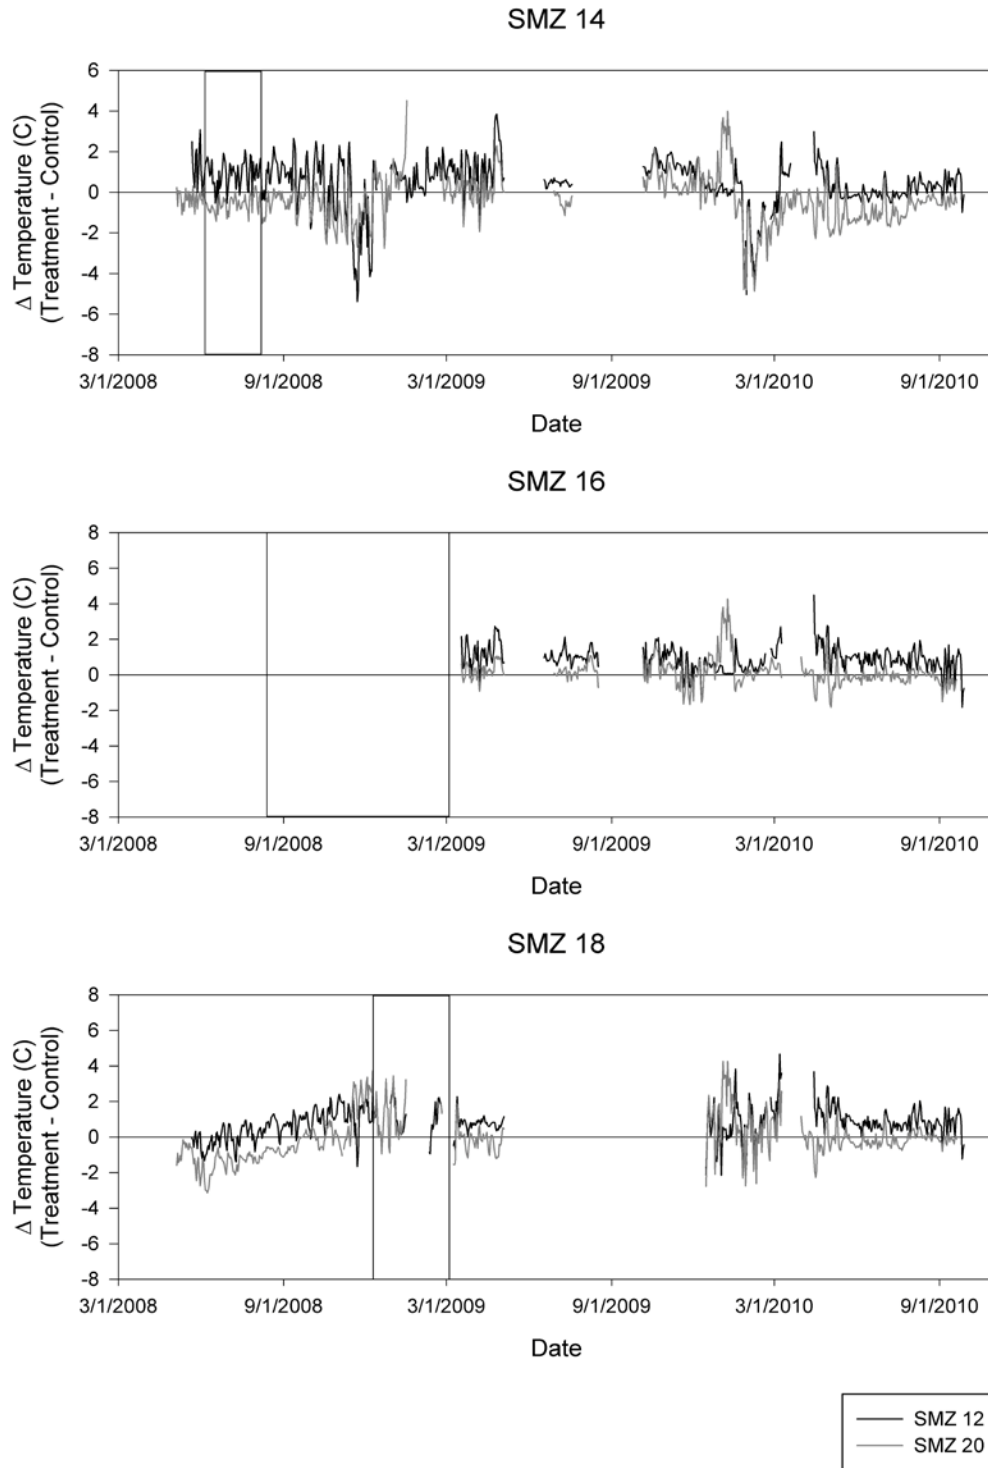 SMZ 14
6
4
2
0
-2
-4
-6
-8
Δ Temperature (C)
(Treatment - Control)
3/1/2008 9/1/2008 3/1/2009 9/1/2009 3/1/2010 9/1/2010
Date
SMZ 16
8
6
4
2
0
-2
-4
-6
-8
Δ Temperature (C)
(Treatment - Control)
3/1/2008 9/1/2008 3/1/2009 9/1/2009 3/1/2010 9/1/2010
Date
SMZ 18
8
6
4
2
0
-2
-4
-6
-8
Δ Temperature (C)
(Treatment - Control)
3/1/2008 9/1/2008 3/1/2009 9/1/2009 3/1/2010 9/1/2010
Date
SMZ 12
SMZ 20